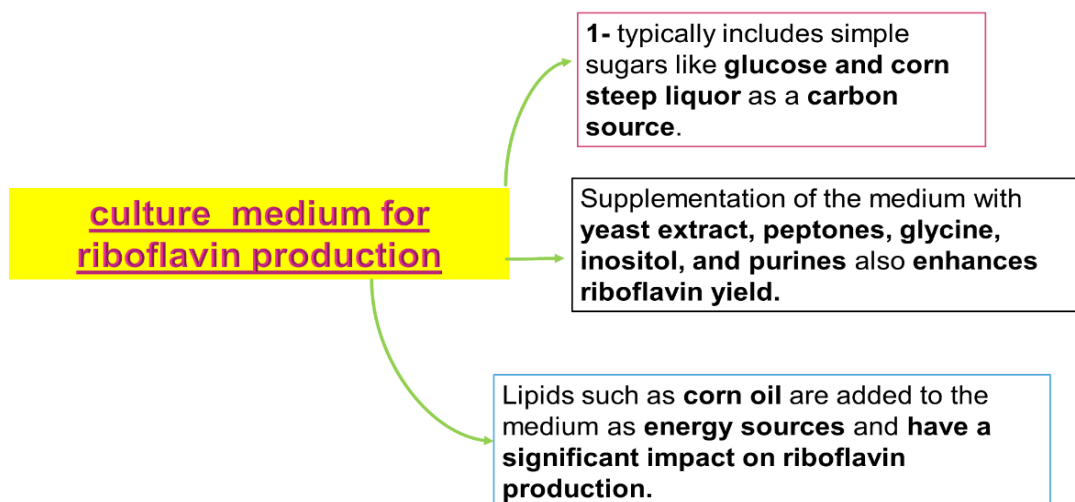 1- typically includes simple
sugars like glucose and corn
steep liquor as a carbon
source.
culture medium for
riboflavin production
Supplementation of the medium with
yeast extract, peptones, glycine,
inositol, and purines also enhances
riboflavin yield.
Lipids such as corn oil are added to the
medium as energy sources and have a
significant impact on riboflavin
production.